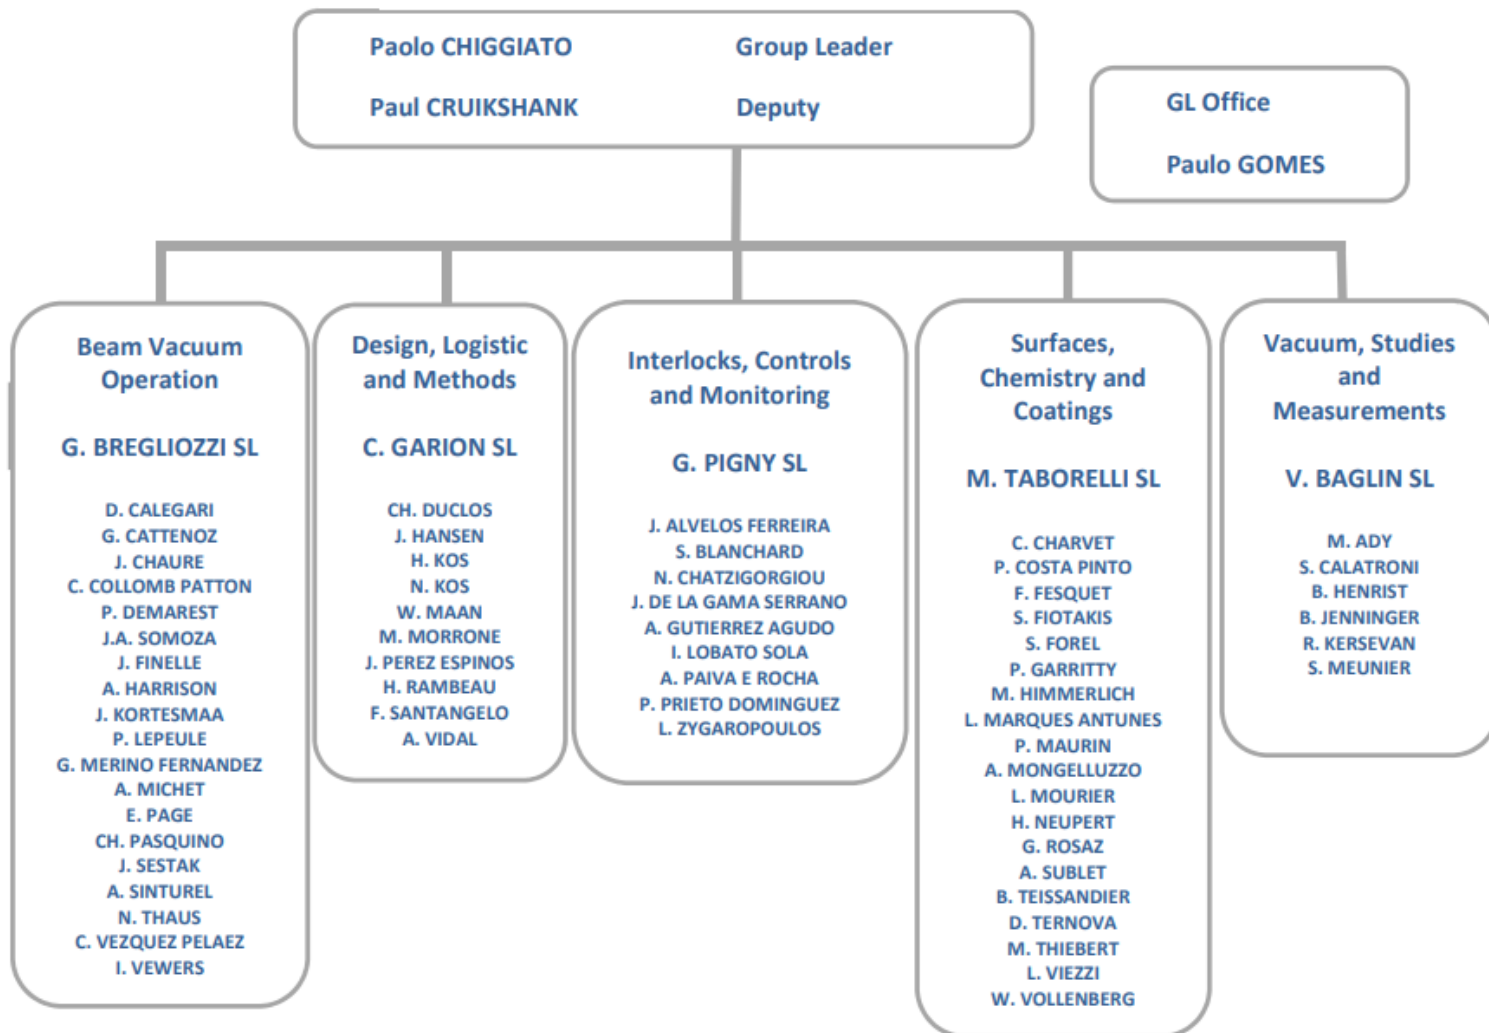 Paolo CHIGGIATO Group Leader
Paul CRUIKSHANK Deputy
GL Office
Paulo GOMES
Beam Vacuum
Operation
G. BREGLIOZZI SL
D. CALEGARI
G. CATTENOZ
J. CHAURE
C. COLLOMB PATTON
P. DEMAREST
J.A. SOMOZA
J. FINELLE
A. HARRISON
J. KORTESMAA
P. LEPEULE
G. MERINO FERNANDEZ
A. MICHET
E. PAGE
CH. PASQUINO
J. SESTAK
A. SINTUREL
N. THAUS
C. VEZQUEZ PELAEZ
I. VEWERS
Design, Logistic
and Methods
C. GARION SL
CH. DUCLOS
J. HANSEN
H. KOS
N. KOS
W. MAAN
M. MORRONE
J. PEREZ ESPINOS
H. RAMBEAU
F. SANTANGELO
A. VIDAL
Interlocks, Controls
and Monitoring
G. PIGNY SL
J. ALVELOS FERREIRA
S. BLANCHARD
N. CHATZIGORGIOU
J. DE LA GAMA SERRANO
A. GUTIERREZ AGUDO
I. LOBATO SOLA
A. PAIVA E ROCHA
P. PRIETO DOMINGUEZ
L. ZYGAROPOULOS
Surfaces,
Chemistry and
Coatings
M. TABORELLI SL
C. CHARVET
P. COSTA PINTO
F. FESQUET
S. FIOTAKIS
S. FOREL
P. GARRITTY
M. HIMMERLICH
L. MARQUES ANTUNES
P. MAURIN
A. MONGELLUZZO
L. MOURIER
H. NEUPERT
G. ROSAZ
A. SUBLET
B. TEISSANDIER
D. TERNOVA
M. THIEBERT
L. VIEZZI
W. VOLLENBERG
Vacuum, Studies
and
Measurements
V. BAGLIN SL
M. ADY
S. CALATRONI
B. HENRIST
B. JENNINGER
R. KERSEVAN
S. MEUNIER